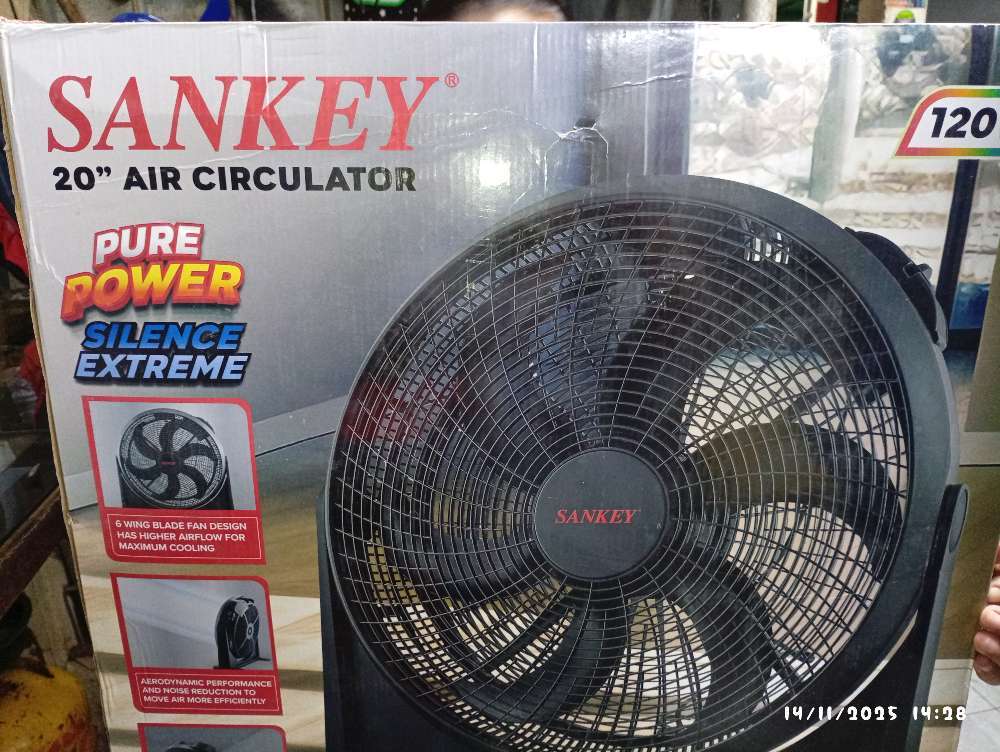 SANKEY®
20” AIR CIRCULATOR
120
PURE
POWER
SILENCE
EXTREME
SANKEY
6 WING BLADE FAN DESIGN
HAS HIGHER AIRFLOW FOR
MAXIMUM COOLING
SANKEY
AERODYNAMIC PERFORMANCE
AND NOISE REDUCTION TO
MOVE AIR MORE EFFICIENTLY
14/11/2025 14:28